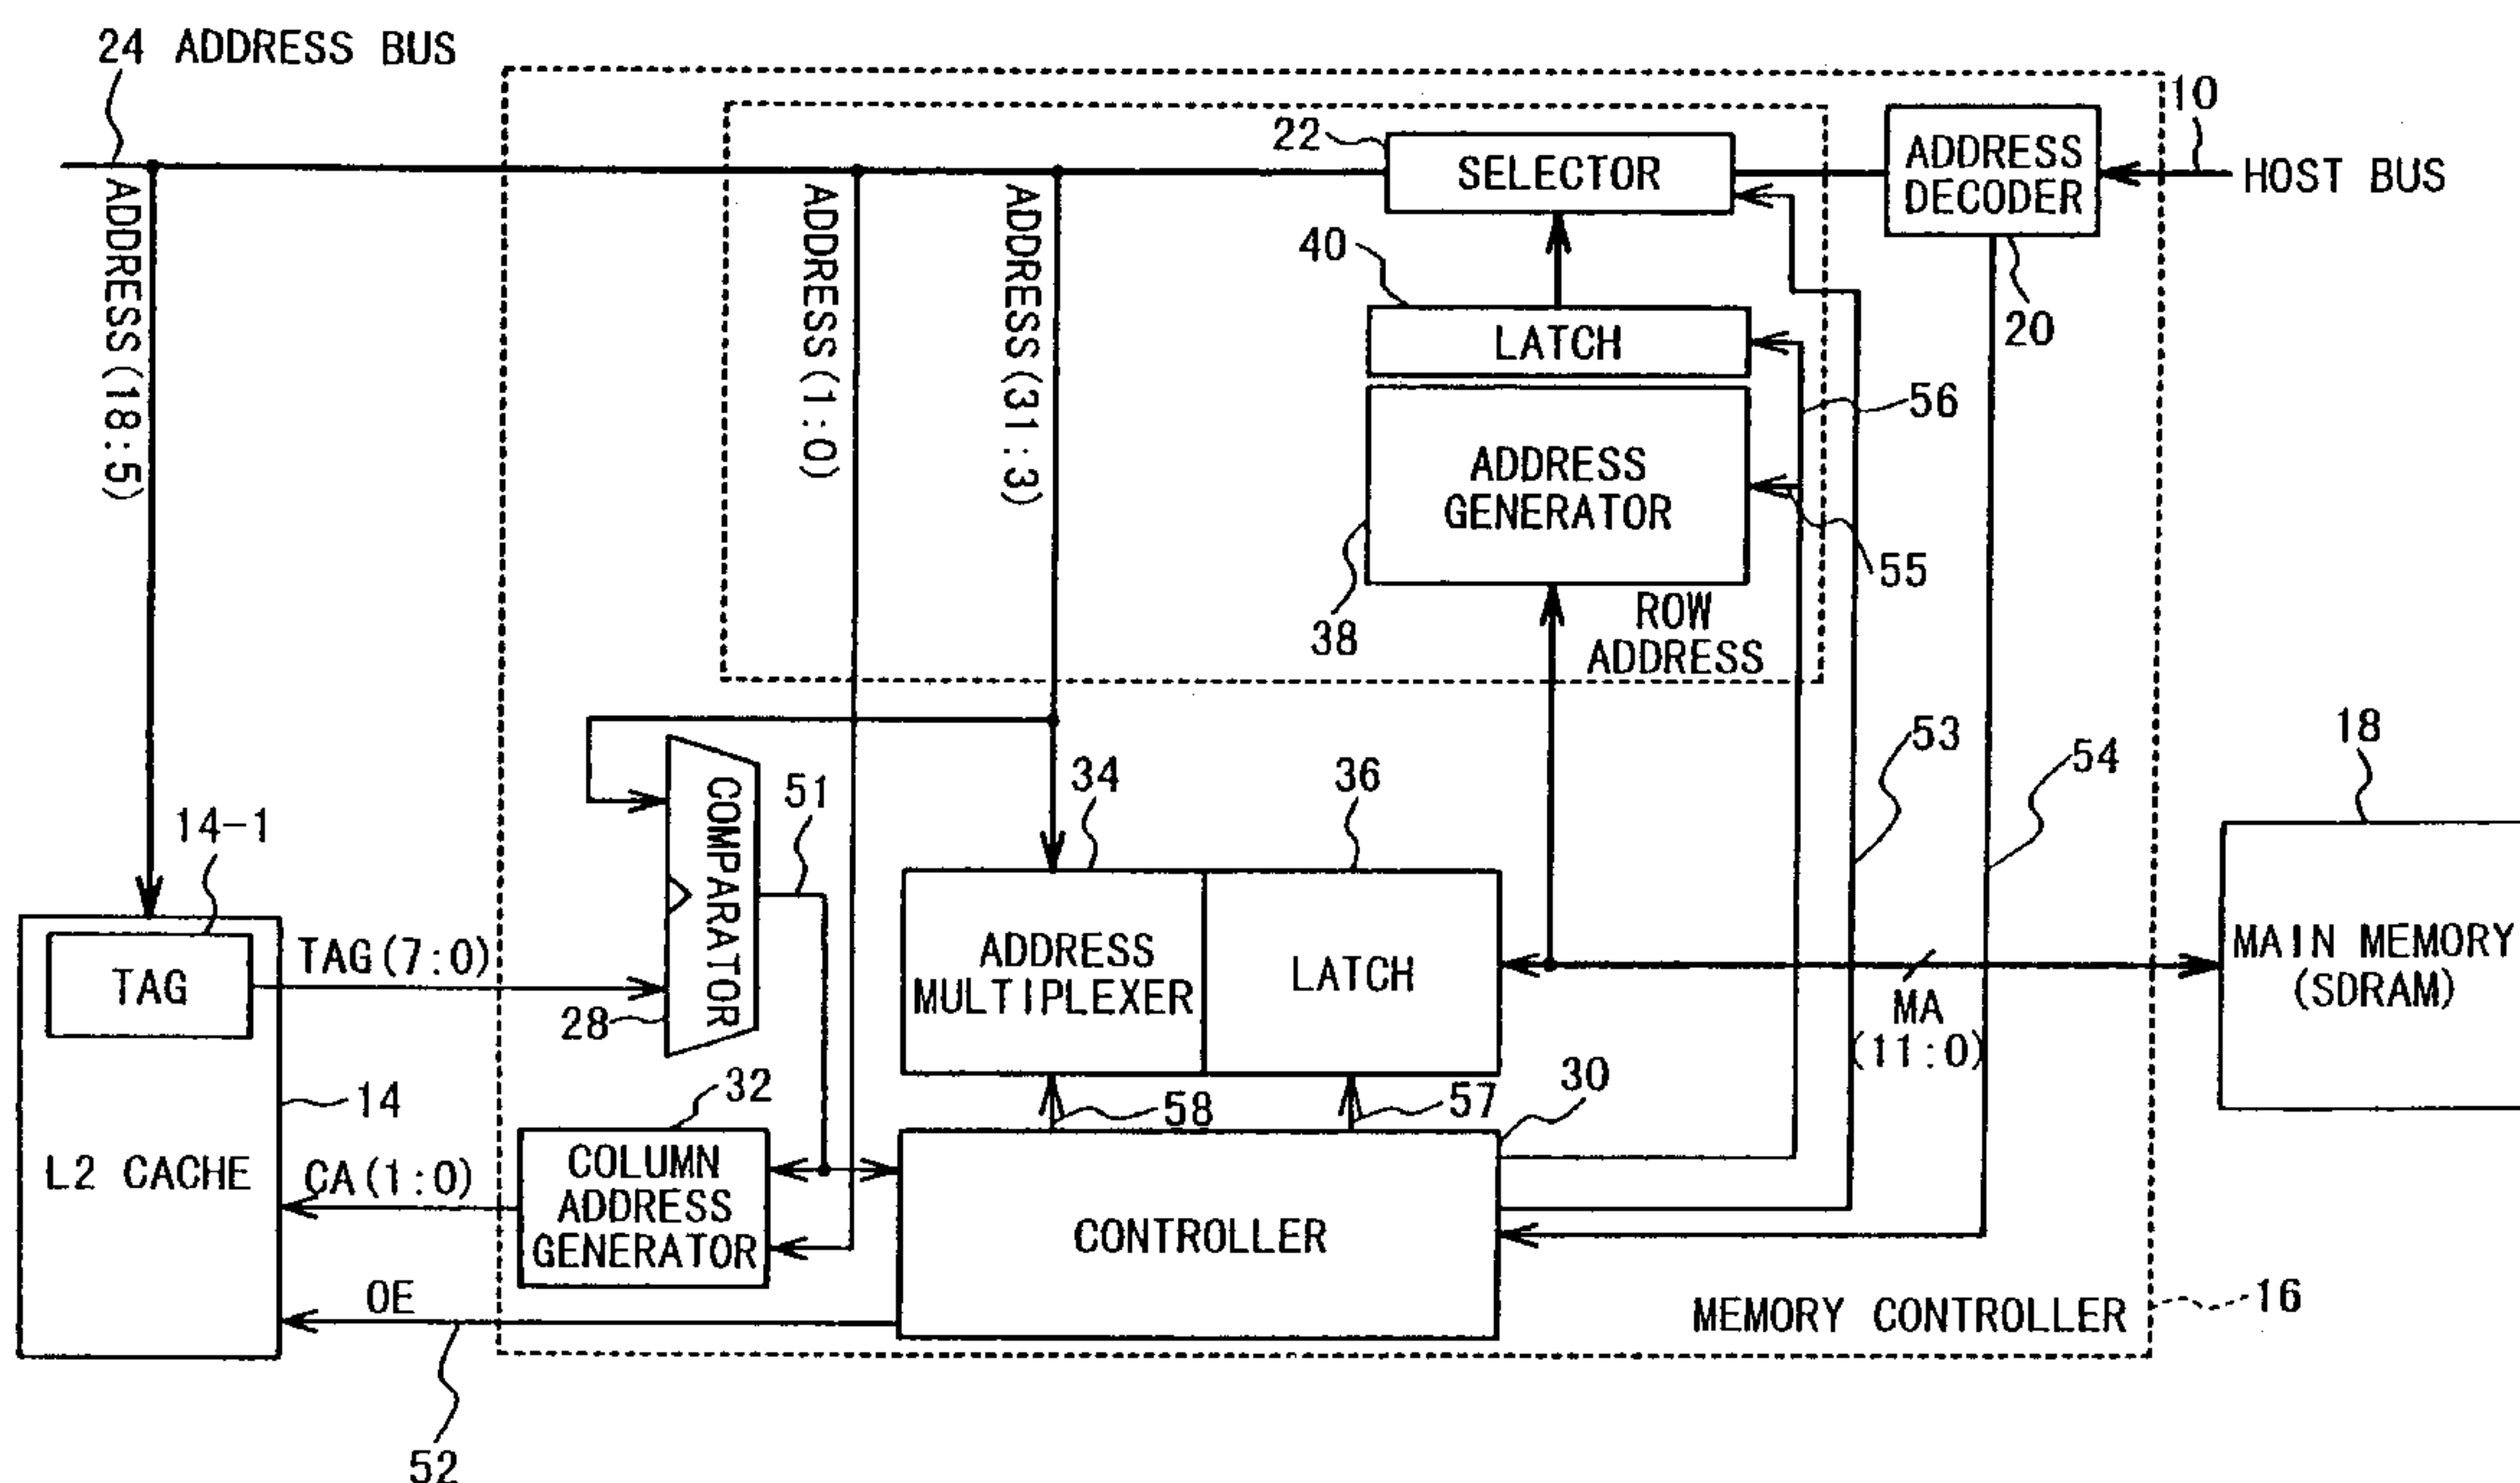 24 ADDRESS BUS
10
22
SELECTOR
ADDRESS
DECODER
HOST BUS
ADDRESS(18:5)
ADDRESS(1:0)
ADDRESS(31:3)
40
LATCH
20
56
ADDRESS
GENERATOR
55
38
ROW
ADDRESS
53
54
18
14-1
COMPARATOR
51
34
36
TAG
TAG(7:0)
28
ADDRESS
MULTIPLEXER
LATCH
MA
(11:0)
MAIN MEMORY
(SDRAM)
14
32
58
57
30
L2 CACHE
CA(1:0)
COLUMN
ADDRESS
GENERATOR
CONTROLLER
OE
MEMORY CONTROLLER
16
52